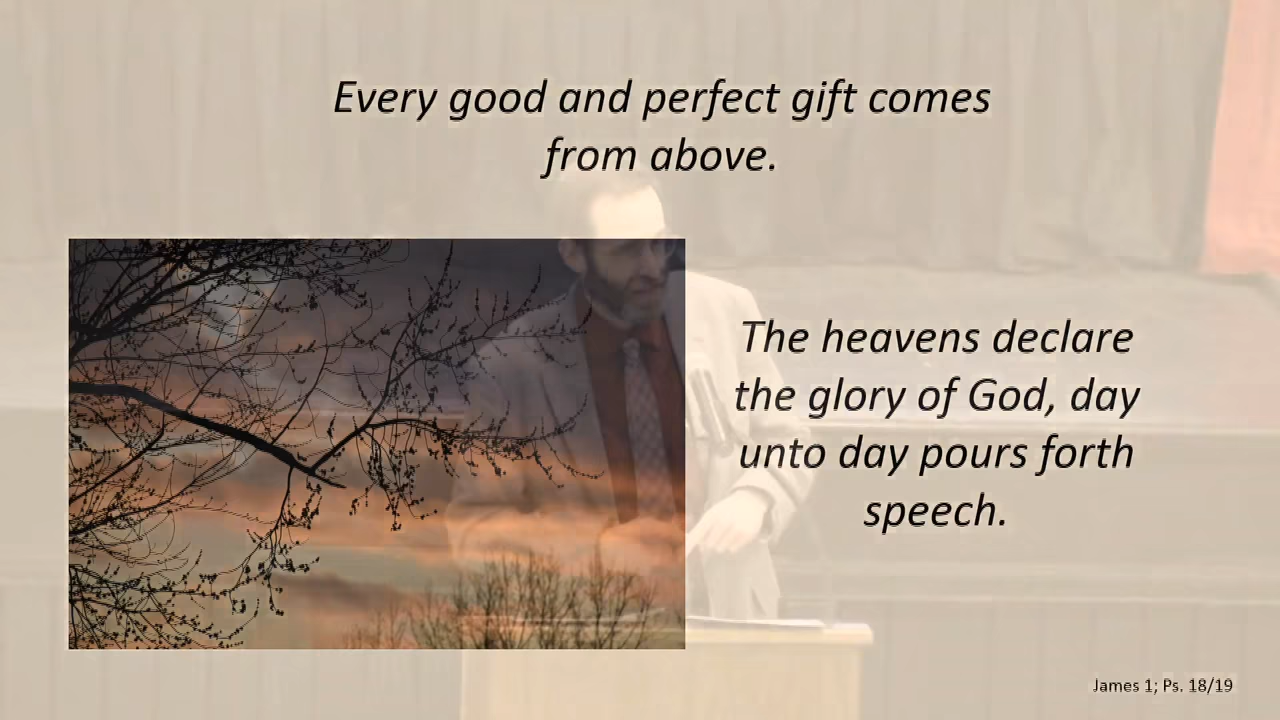 Every good and perfect gift comes
from above.
The heavens declare
the glory of God, day
unto day pours forth
speech.
James 1; Ps. 18/19